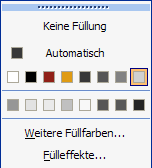 Keine Füllung
Automatisch
Weitere Füllfarben...
Fülleffekte...